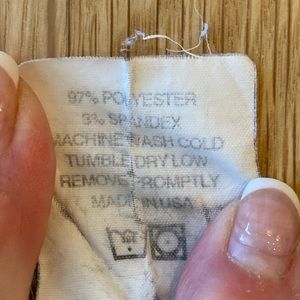 97% POLYESTER
3% SPANDEX
MACHINE WASH COLD
TUMBLE DRY LOW
REMOVE PROMPTLY
MADE IN USA